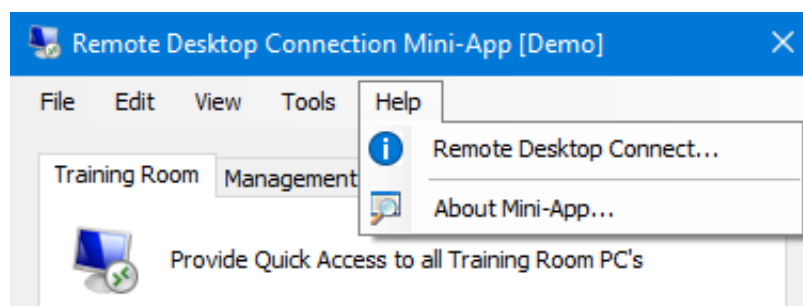 Remote Desktop Connection Mini-App [Demo]
File Edit View Tools Help
Remote Desktop Connect...
Training Room Management
About Mini-App...
Provide Quick Access to all Training Room PC's